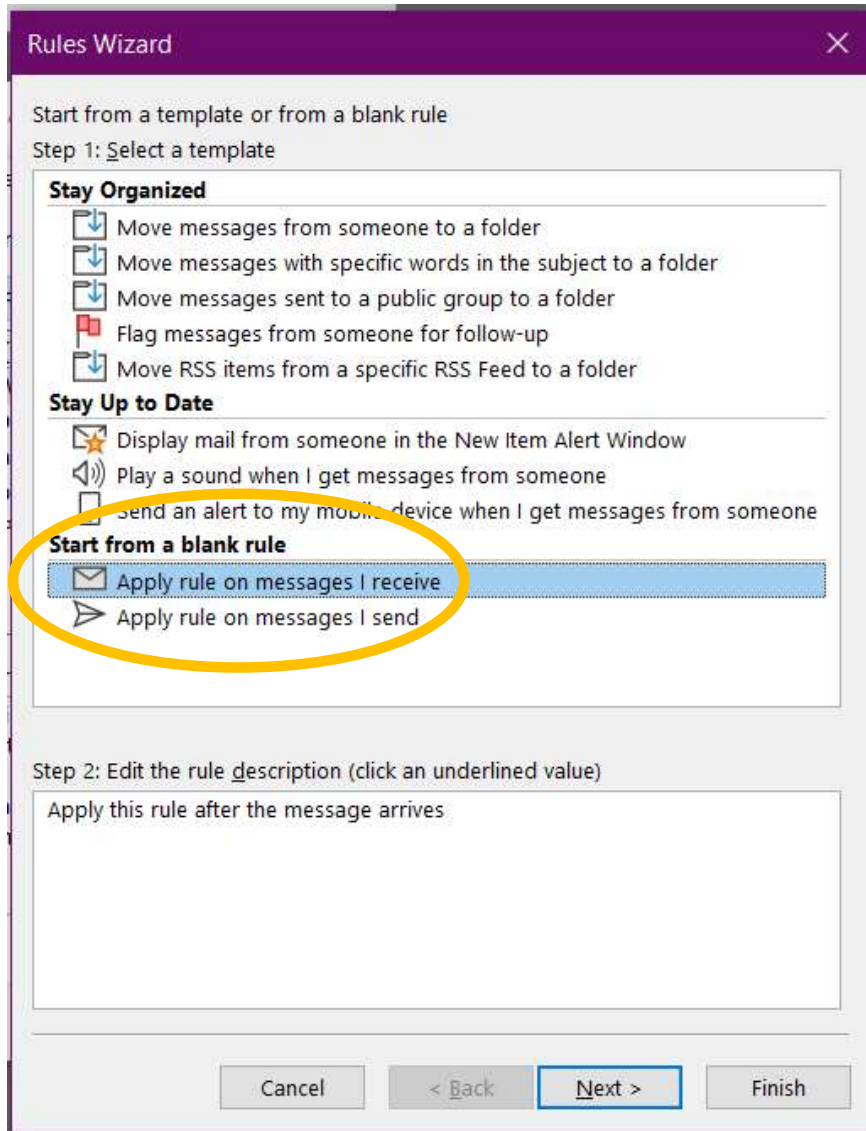 Rules Wizard
Start from a template or from a blank rule
Step 1: Select a template
Stay Organized
Move messages from someone to a folder
Move messages with specific words in the subject to a folder
Move messages sent to a public group to a folder
Flag messages from someone for follow-up
Move RSS items from a specific RSS Feed to a folder
Stay Up to Date
Display mail from someone in the New Item Alert Window
Play a sound when I get messages from someone
Send an alert to my mobile device when I get messages from someone
Start from a blank rule
Apply rule on messages I receive
Apply rule on messages I send
Step 2: Edit the rule description (click an underlined value)
Apply this rule after the message arrives
Cancel < Back Next > Finish